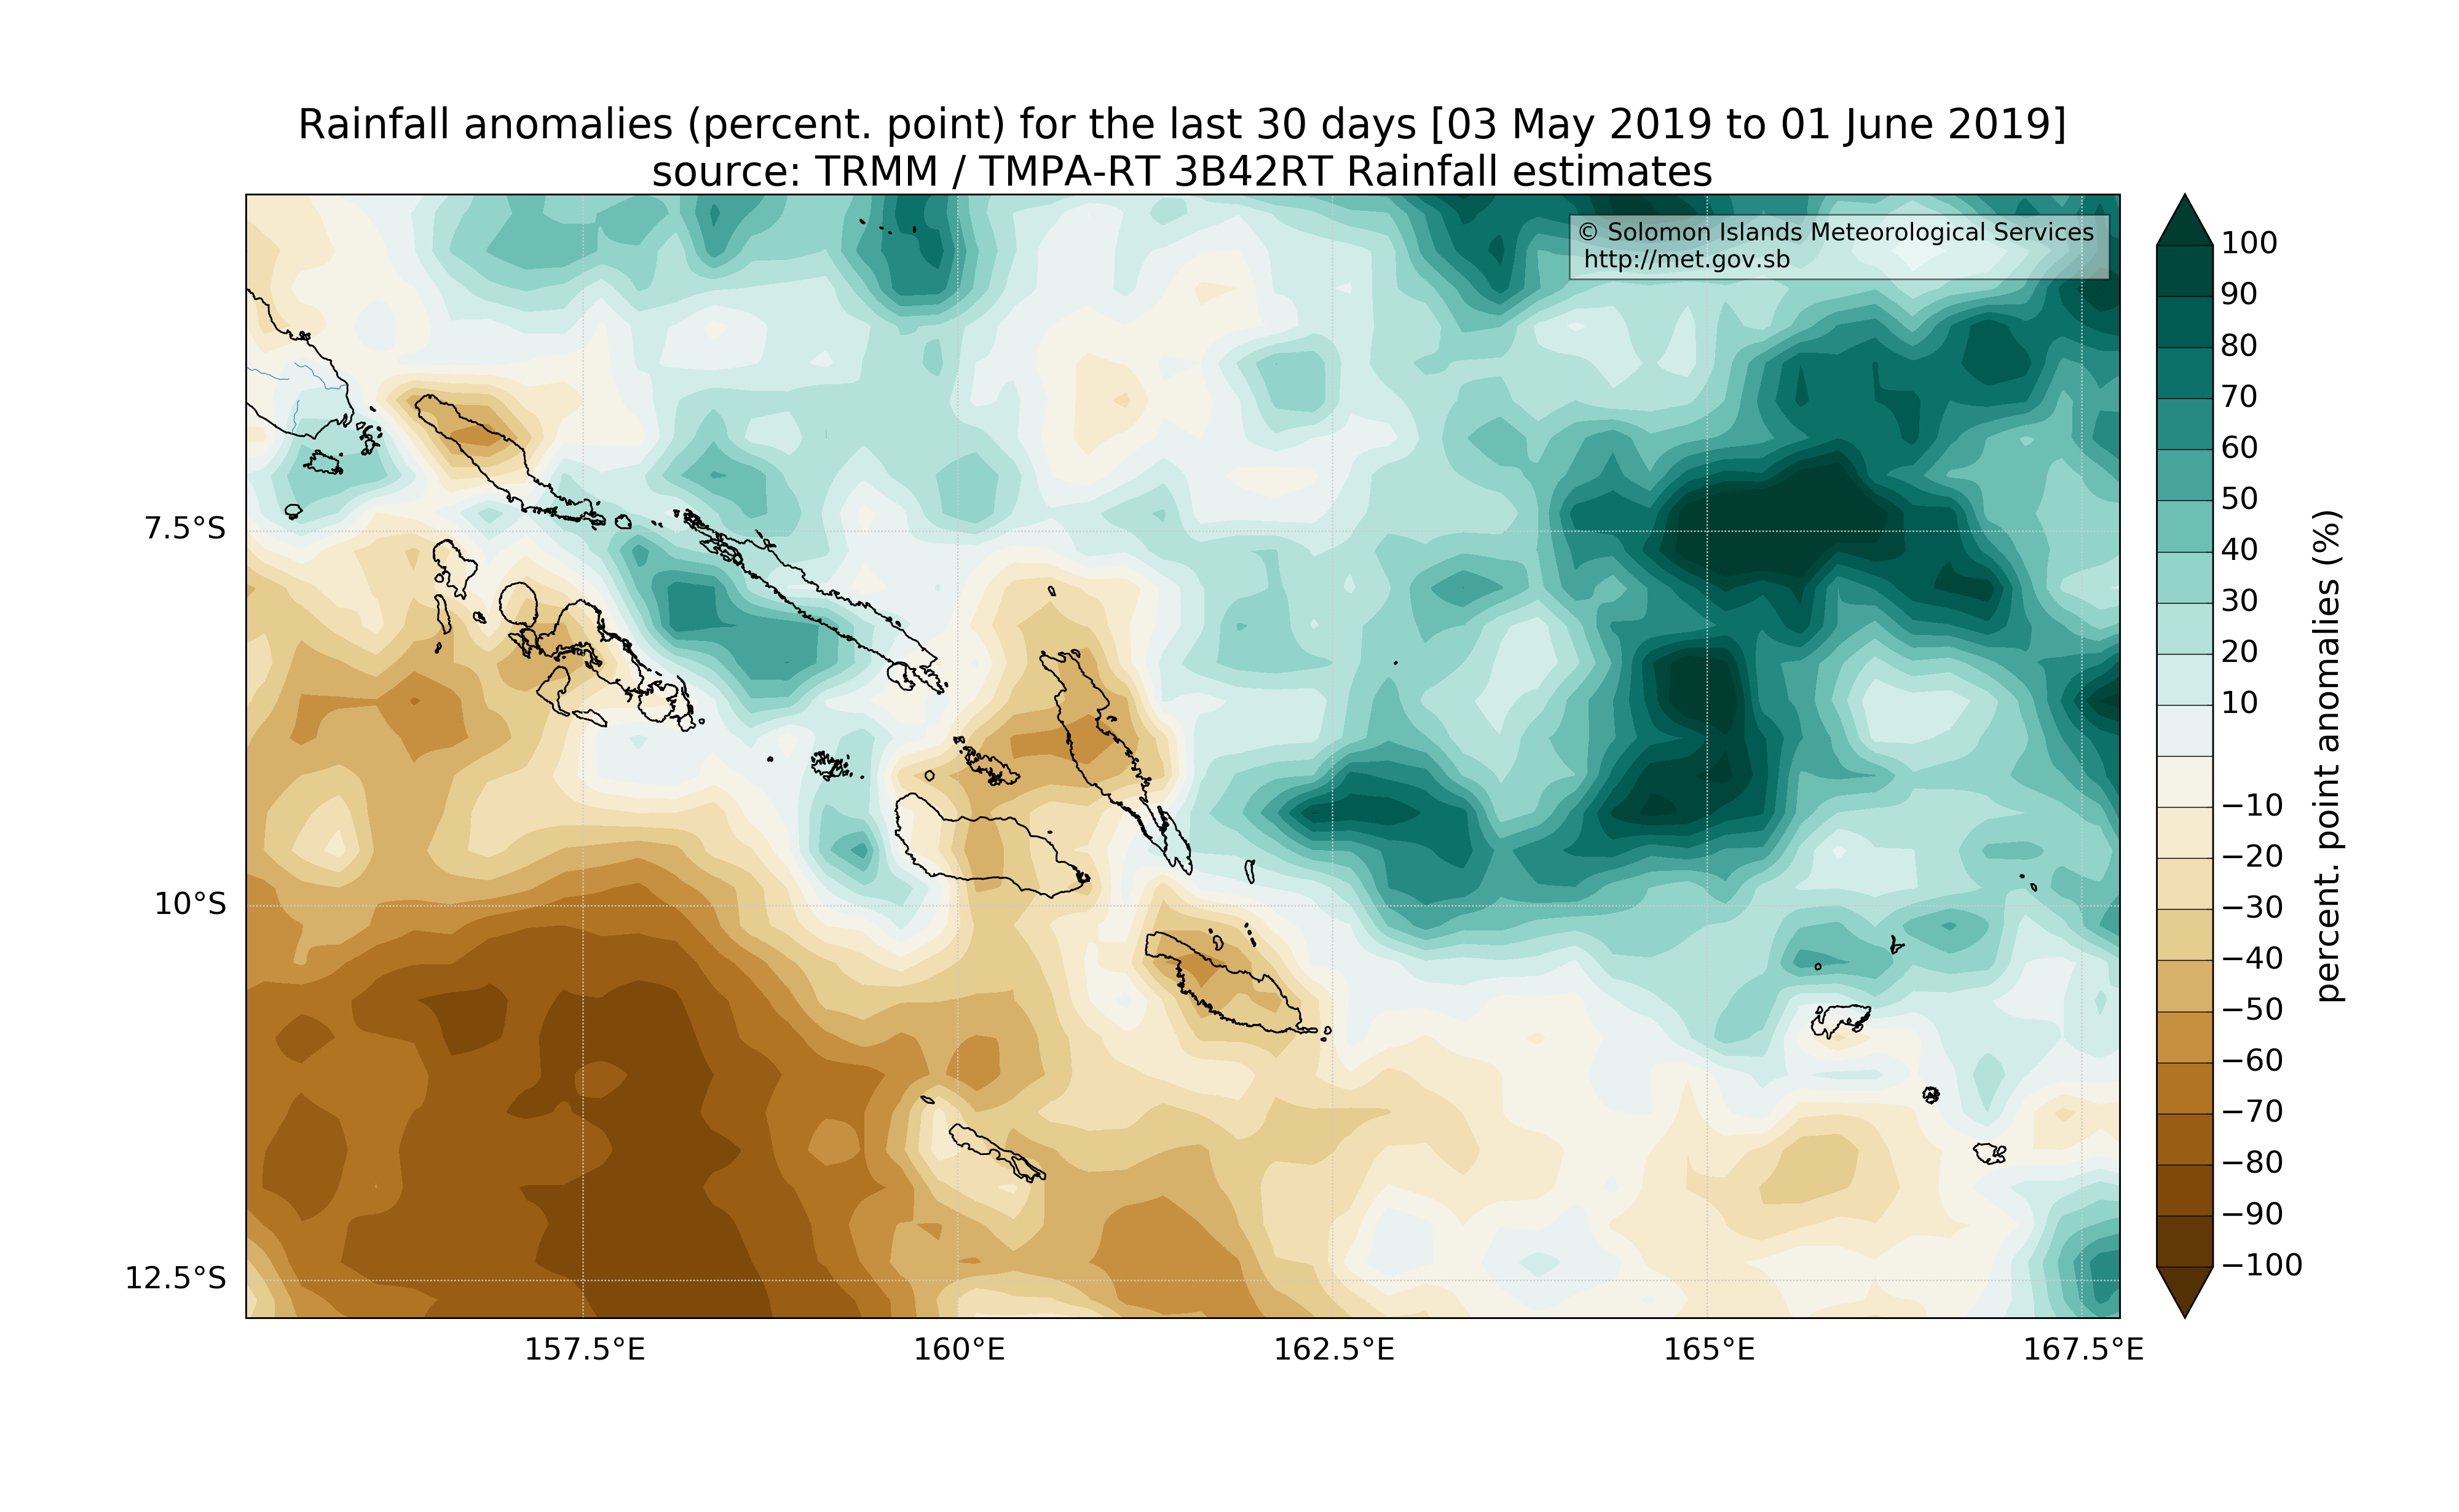 Rainfall anomalies (percent. point) for the last 30 days [03 May 2019 to 01 June 2019]
source: TRMM / TMPA-RT 3B42RT Rainfall estimates
© Solomon Islands Meteorological Services
http://met.gov.sb
7.5°S
10°S
12.5°S
157.5°E
160°E
162.5°E
165°E
167.5°E
100
90
80
70
60
50
40
30
20
10
−10
−20
−30
−40
−50
−60
−70
−80
−90
−100
percent. point anomalies (%)